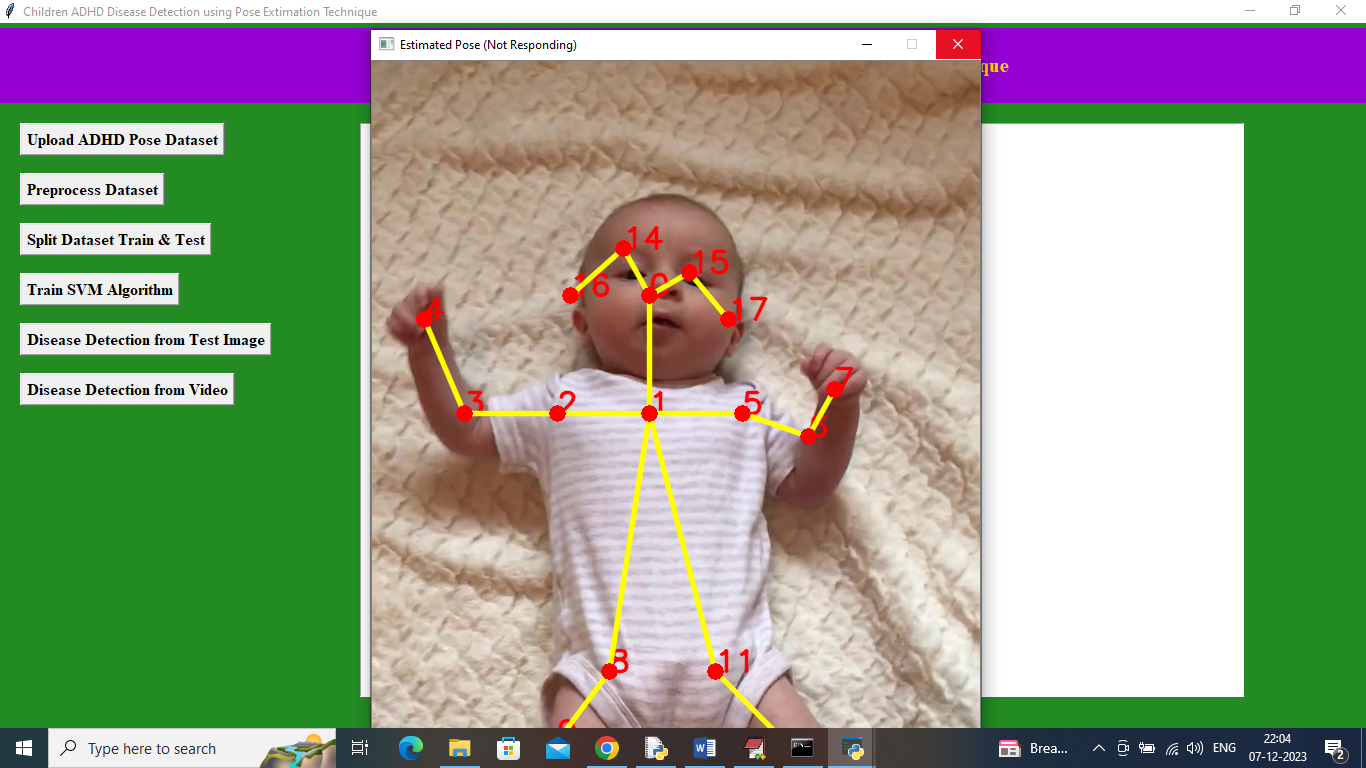 Children ADHD Disease Detection using Pose Extimation Technique
Estimated Pose (Not Responding)
que
Upload ADHD Pose Dataset
Preprocess Dataset
Split Dataset Train & Test
Train SVM Algorithm
Disease Detection from Test Image
Disease Detection from Video
14
15
16
0
17
4
7
3
2
1
5
6
8
11
Type here to search
Brea...
ENG
22:04
07-12-2023
2